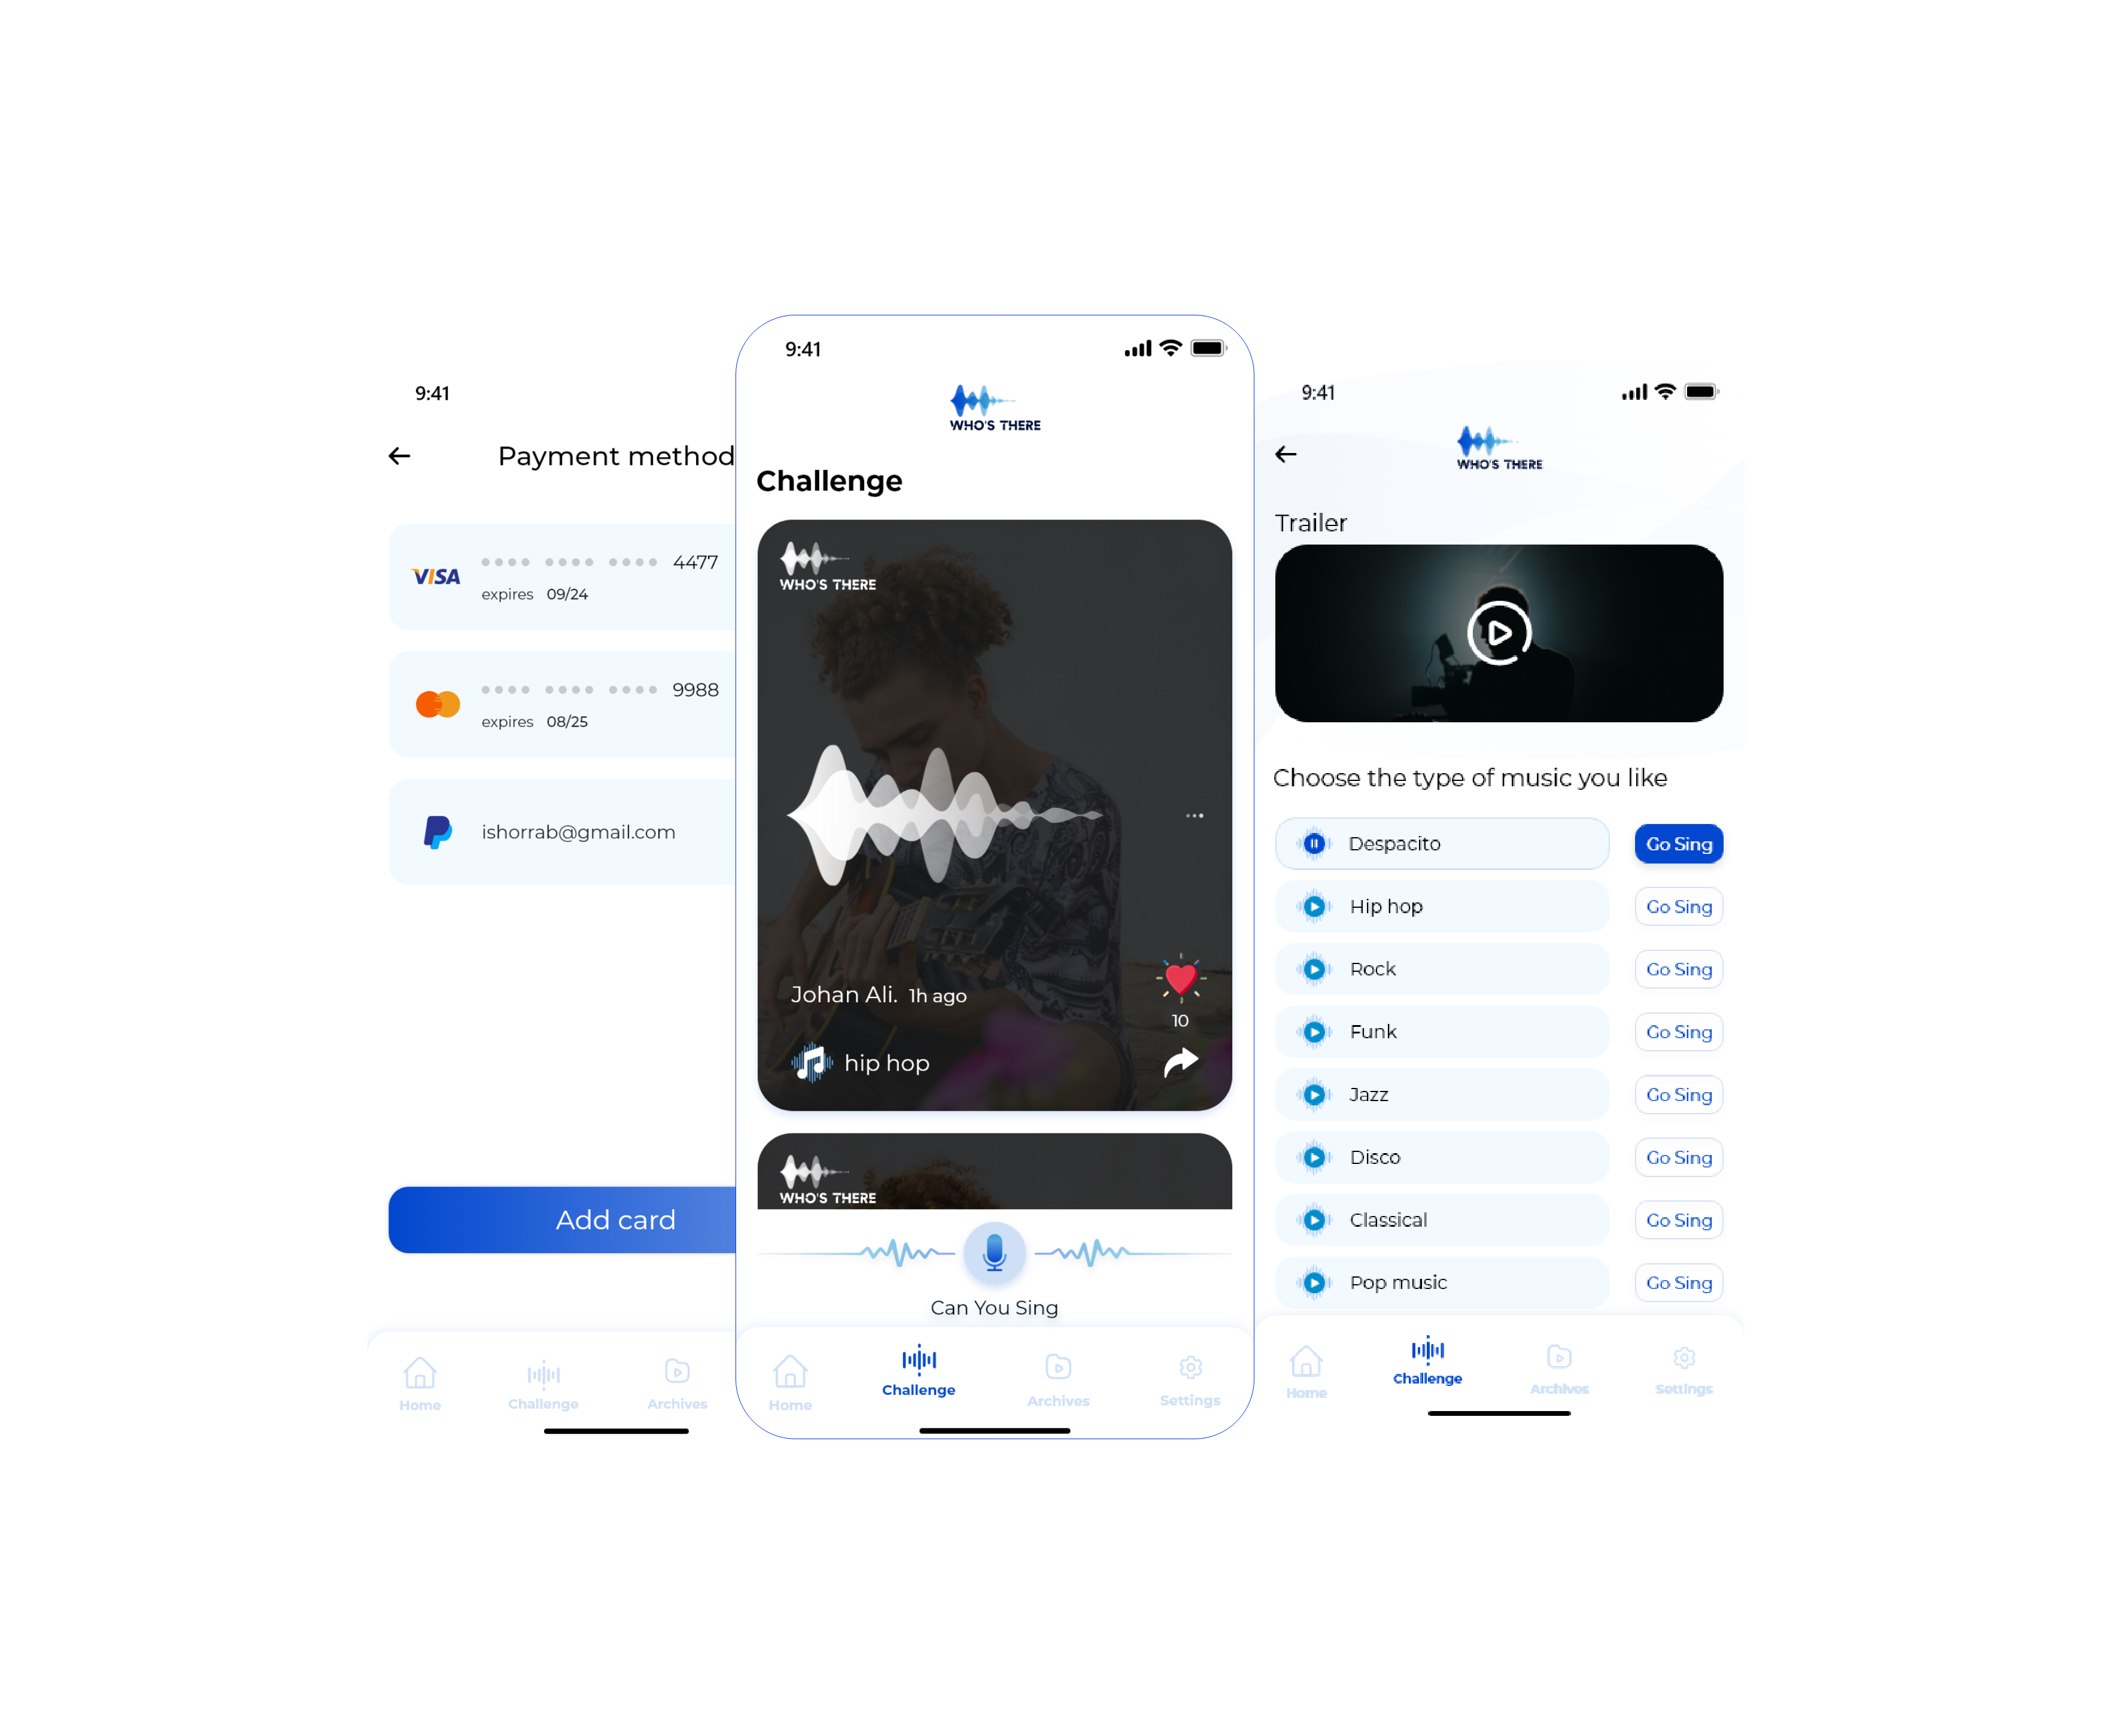 9:41
Payment method
4477
expires 09/24
9988
expires 08/25
ishorrab@gmail.com
Add card
Home
Challenge
Archives
9:41
WHO'S THERE
Challenge
WHO'S THERE
Johan Ali. 1h ago
10
hip hop
WHO'S THERE
Can You Sing
Home
Challenge
Archives
Settings
9:41
WHO'S THERE
Trailer
Choose the type of music you like
Despacito Go Sing
Hip hop Go Sing
Rock Go Sing
Funk Go Sing
Jazz Go Sing
Disco Go Sing
Classical Go Sing
Pop music Go Sing
Home
Challenge
Archives
Settings
VISA